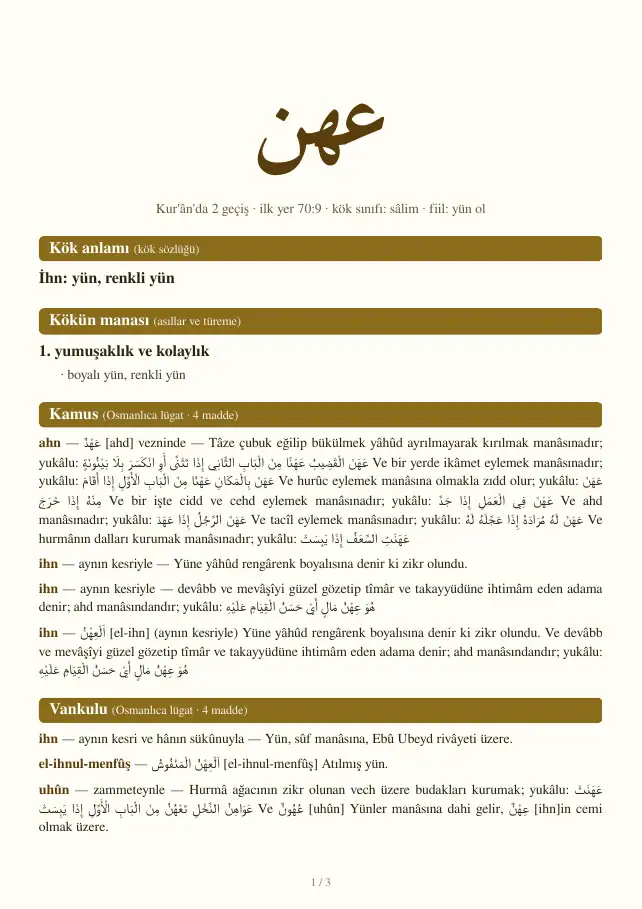 عهن
Kur'ân'da 2 geçiş · ilk yer 70:9 · kök sınıfı: sâlim · fiil: yün ol
Kök anlamı (kök sözlüğü)
İhn: yün, renkli yün
Kökün manası (asıllar ve türeme)
1. yumuşaklık ve kolaylık
· boyalı yün, renkli yün
Kamus (Osmanlıca lügat · 4 madde)
ahn — عَهْدٌ [ahd] vezninde — Tâze çubuk eğilip bükülmek yâhûd ayrılmayarak kırılmak manâsınadır;
yukâlu: عَهَنَ الْقَضِيبُ عَهْنًا مِنَ الْبَابِ الثَّانِي إِذَا تَثَنَّى أَوِ انْكَسَرَ بِلَا بَيْنُونَةٍ Ve bir yerde ikâmet eylemek manâsınadır;
yukâlu: عَهَنَ بِالْمَكَانِ عَهْنًا مِنَ الْبَابِ الْأَوَّلِ إِذَا أَقَامَ Ve hurûc eylemek manâsına olmakla zıdd olur; yukâlu: عَهَنَ
مِنْهُ إِذَا خَرَجَ Ve bir işte cidd ve cehd eylemek manâsınadır; yukâlu: عَهَنَ فِي الْعَمَلِ إِذَا جَدَّ Ve ahd
manâsınadır; yukâlu: عَهَنَ الرَّجُلُ إِذَا عَهِدَ Ve tacîl eylemek manâsınadır; yukâlu: عَهَنَ لَهُ مُرَادَهُ إِذَا عَجَّلَهُ لَهُ Ve
hurmânın dalları kurumak manâsınadır; yukâlu: عَهَنَتِ السَّعَفُ إِذَا يَبِسَتْ
ihn — aynın kesriyle — Yüne yâhûd rengârenk boyalısına denir ki zikr olundu.
ihn — aynın kesriyle — devâbb ve mevâşîyi güzel gözetip tîmâr ve takayyüdüne ihtimâm eden adama
denir; ahd manâsındandır; yukâlu: هُوَ عِهْنُ مَالٍ أَيْ حَسَنُ الْقِيَامِ عَلَيْهِ
ihn — اَلْعِهْنُ [el-ihn] (aynın kesriyle) Yüne yâhûd rengârenk boyalısına denir ki zikr olundu. Ve devâbb
ve mevâşîyi güzel gözetip tîmâr ve takayyüdüne ihtimâm eden adama denir; ahd manâsındandır; yukâlu:
هُوَ عِهْنُ مَالٍ أَيْ حَسَنُ الْقِيَامِ عَلَيْهِ
Vankulu (Osmanlıca lügat · 4 madde)
ihn — aynın kesri ve hânın sükûnuyla — Yün, sûf manâsına, Ebû Ubeyd rivâyeti üzere.
el-ihnul-menfûş — اَلْعِهْنُ الْمَنْفُوشُ [el-ihnul-menfûş] Atılmış yün.
uhûn — zammeteynle — Hurmâ ağacının zikr olunan vech üzere budakları kurumak; yukâlu: عَهَنَتْ
عَوَاهِنُ النَّخْلِ تَعْهُنُ مِنَ الْبَابِ الْأَوَّلِ إِذَا يَبِسَتْ Ve عُهُونٌ [uhûn] Yünler manâsına dahi gelir, عِهْنٌ [ihn]in cemi
olmak üzere.
1 / 3